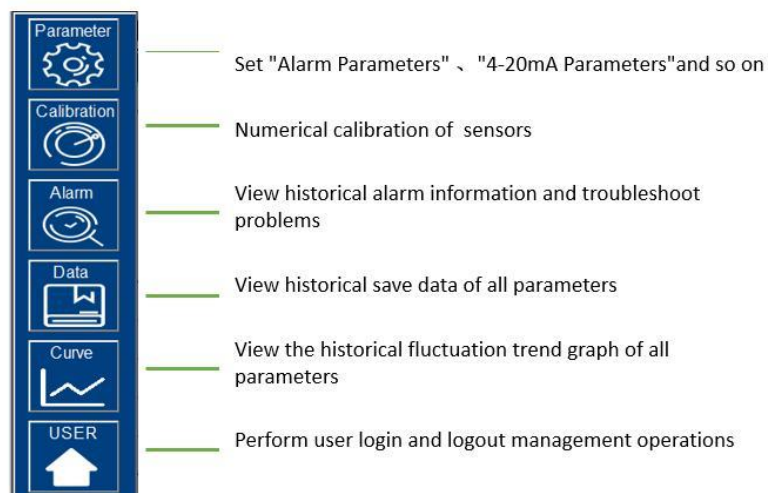 Parameter
Set "Alarm Parameters" 、"4-20mA Parameters"and so on
Calibration
Numerical calibration of sensors
Alarm
View historical alarm information and troubleshoot
problems
Data
View historical save data of all parameters
Curve
View the historical fluctuation trend graph of all
parameters
USER
Perform user login and logout management operations